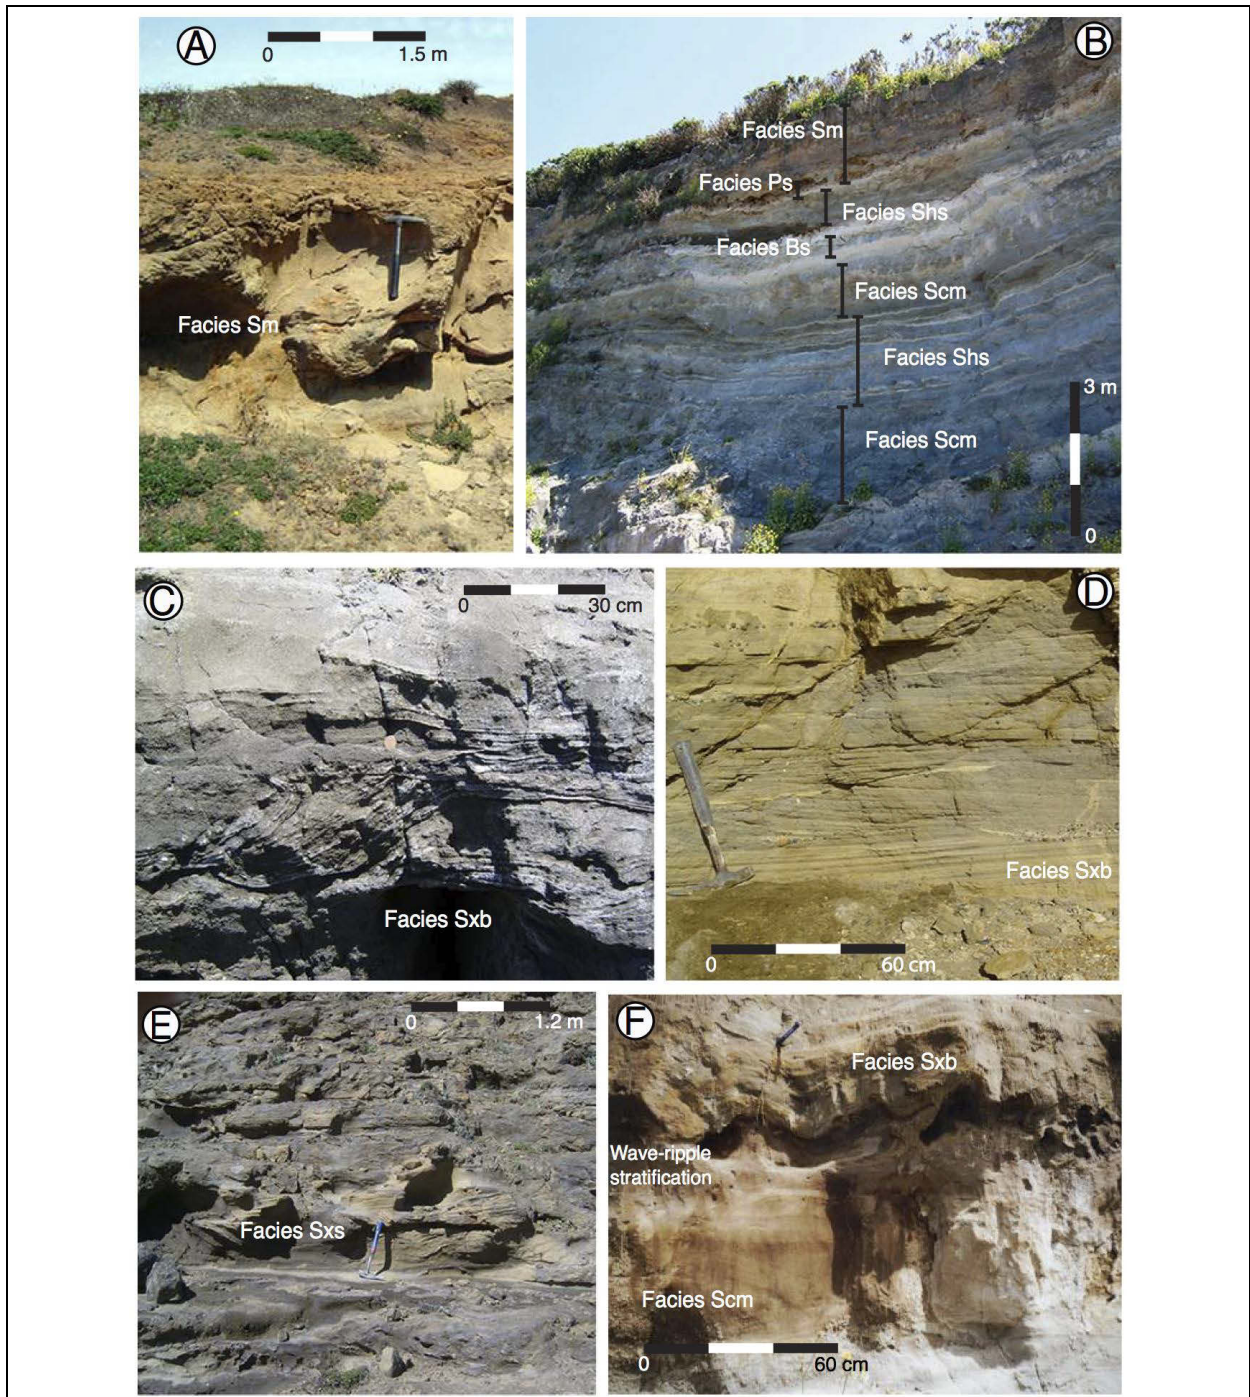 A
0 1.5 m
Facies Sm
B
Facies Sm
Facies Ps
Facies Shs
Facies Bs
Facies Scm
Facies Shs
3 m
Facies Scm
0
C
0 30 cm
Facies Sxb
D
Facies Sxb
0 60 cm
E
0 1.2 m
Facies Sxs
F
Facies Sxb
Wave-ripple
stratification
Facies Scm
0 60 cm